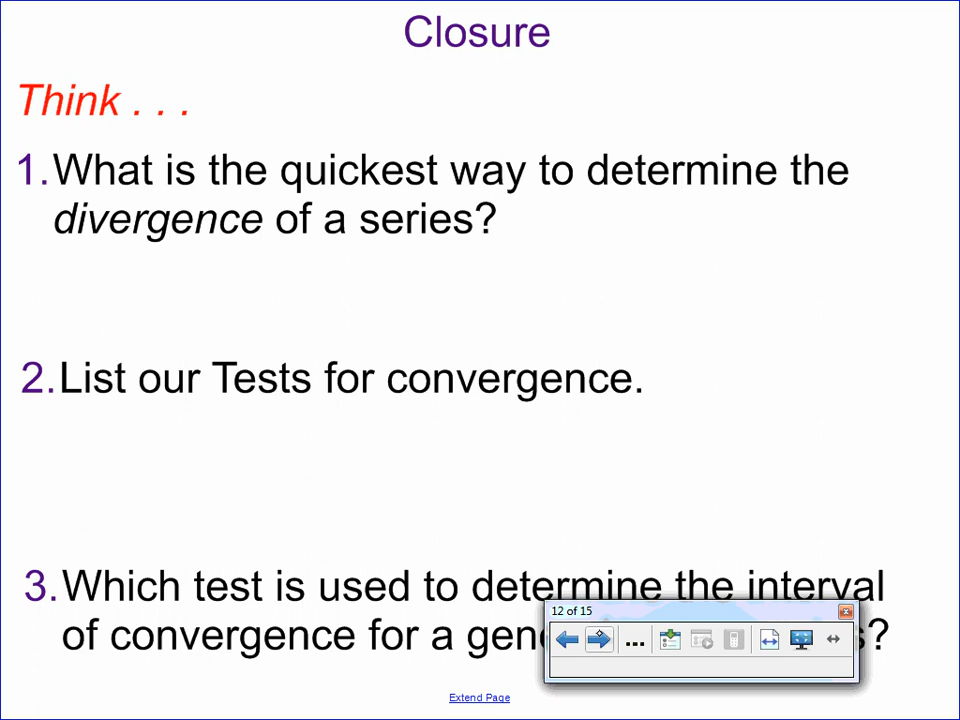 Closure
Think . . .
1. What is the quickest way to determine the
divergence of a series?
2. List our Tests for convergence.
3. Which test is used to determine the interval
of convergence for a
12 of 15
Extend Page